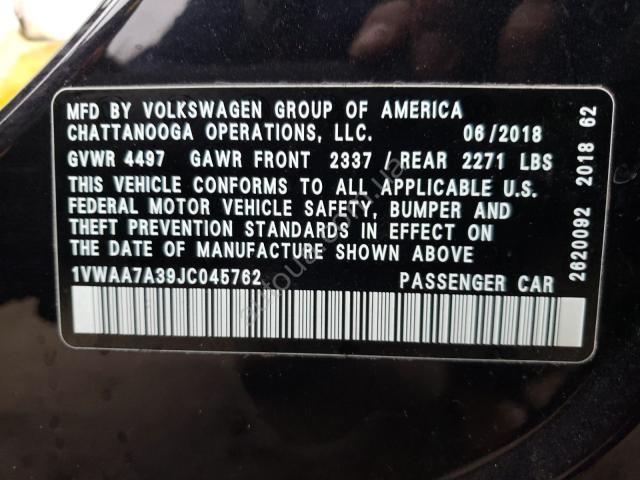 MFD BY VOLKSWAGEN GROUP OF AMERICA
CHATTANOOGA OPERATIONS, LLC. 06/2018
GVWR 4497 GAWR FRONT 2337 / REAR 2271 LBS
THIS VEHICLE CONFORMS TO ALL APPLICABLE U.S.
FEDERAL MOTOR VEHICLE SAFETY, BUMPER AND
THEFT PREVENTION STANDARDS IN EFFECT ON
THE DATE OF MANUFACTURE SHOWN ABOVE.
1VWAA7A39JC045762 PASSENGER CAR
2620092 2018 62